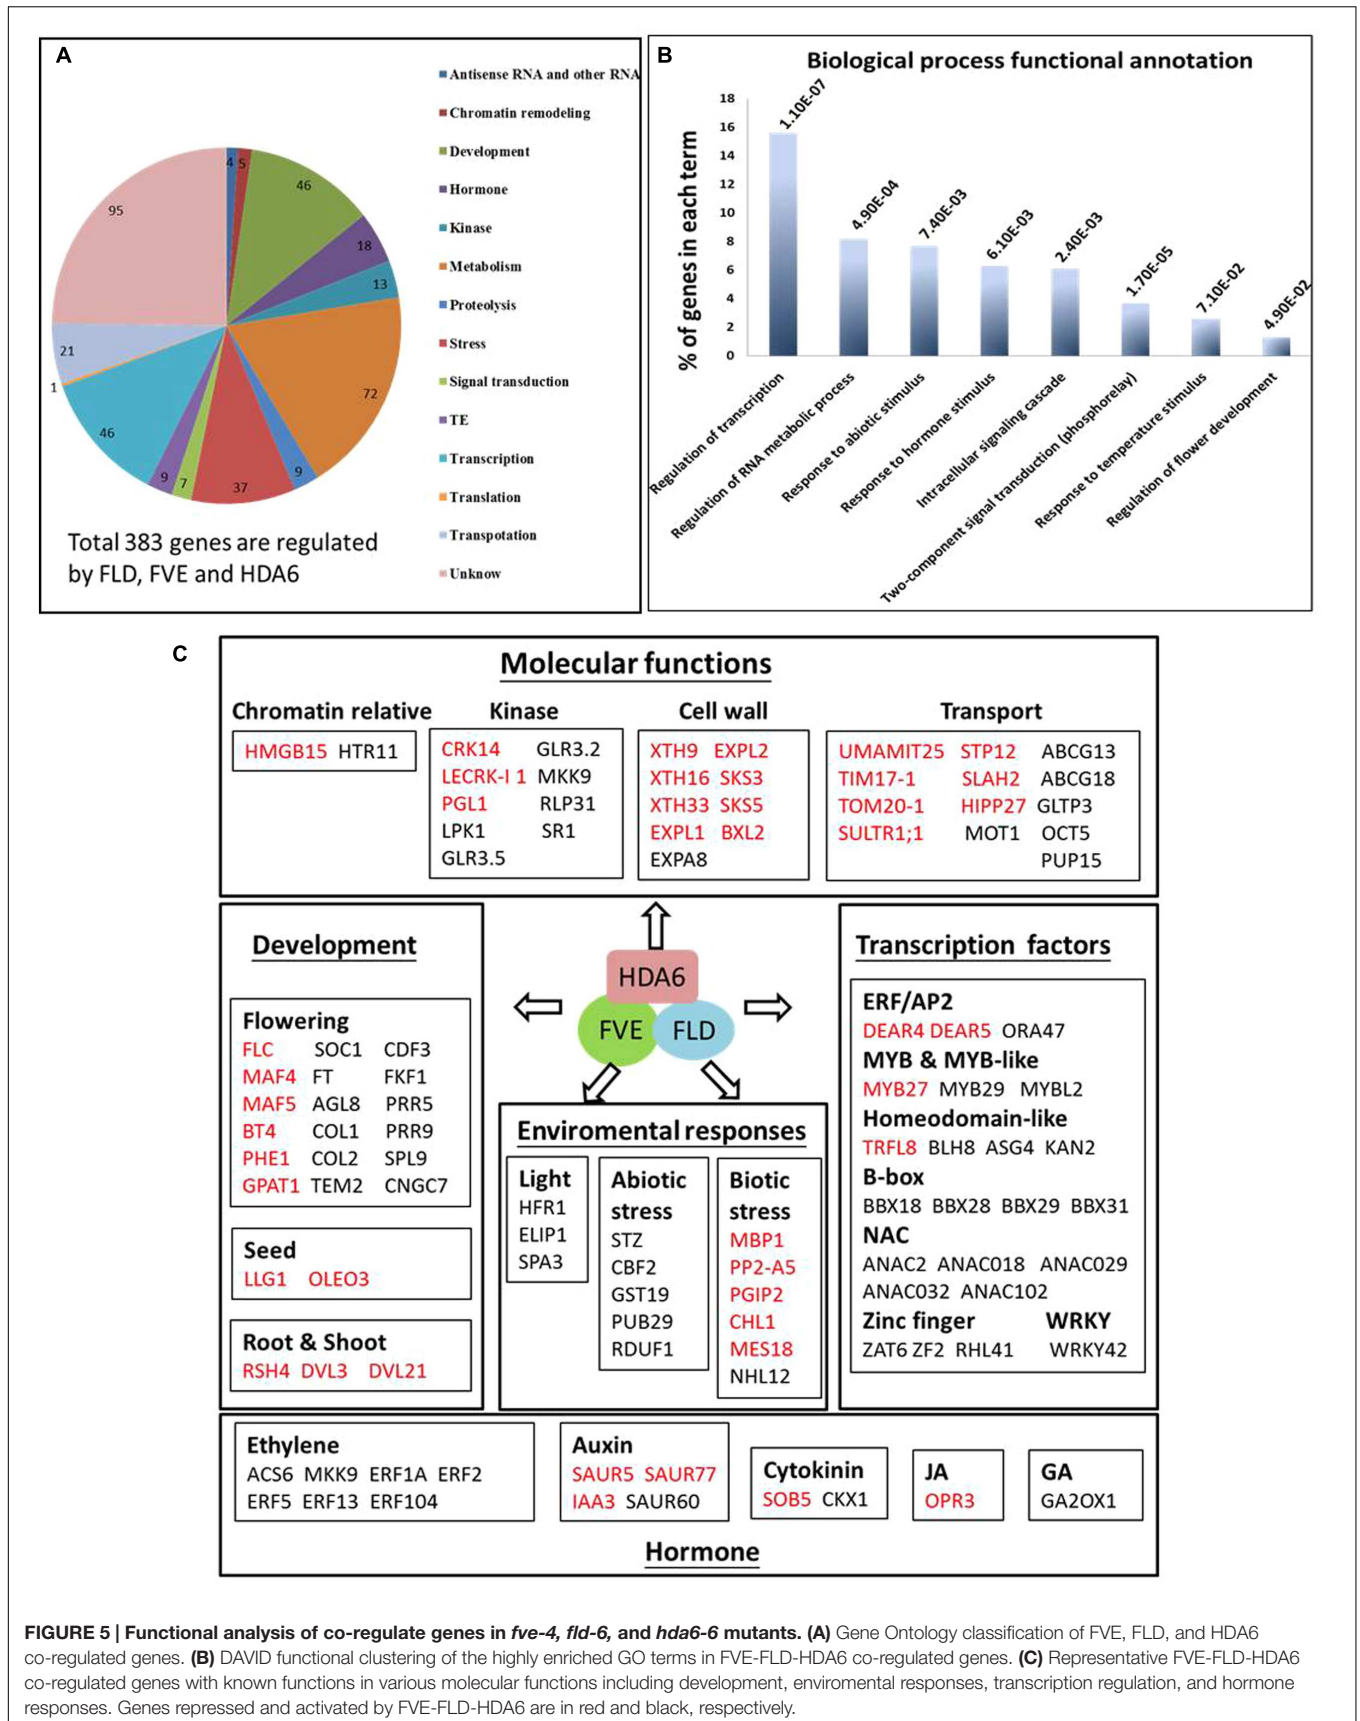 A
Antisense RNA and other RNA
Chromatin remodeling
Development
Hormone
Kinase
Metabolism
Proteolysis
Stress
Signal transduction
TE
Transcription
Translation
Transpotation
Unknow
4
5
46
18
13
72
9
37
7
9
46
1
21
95
Total 383 genes are regulated
by FLD, FVE and HDA6
B
Biological process functional annotation
% of genes in each term
18
16
14
12
10
8
6
4
2
0
1.10E-07
4.90E-04
7.40E-03
6.10E-03
2.40E-03
1.70E-05
7.10E-02
4.90E-02
Regulation of transcription
Regulation of RNA metabolic process
Response to abiotic stimulus
Response to hormone stimulus
Intracellular signaling cascade
Two-component signal transduction (phosphorelay)
Response to temperature stimulus
Regulation of flower development
C
Molecular functions
Chromatin relative
HMGB15 HTR11
Kinase
CRK14 GLR3.2
LECRK-I 1 MKK9
PGL1 RLP31
LPK1 SR1
GLR3.5
Cell wall
XTH9 EXPL2
XTH16 SKS3
XTH33 SKS5
EXPL1 BXL2
EXPA8
Transport
UMAMIT25 STP12 ABCG13
TIM17-1 SLAH2 ABCG18
TOM20-1 HIPP27 GLTP3
SULTR1;1 MOT1 OCT5
PUP15
Development
Flowering
FLC SOC1 CDF3
MAF4 FT FKF1
MAF5 AGL8 PRR5
BT4 COL1 PRR9
PHE1 COL2 SPL9
GPAT1 TEM2 CNGC7
Seed
LLG1 OLEO3
Root & Shoot
RSH4 DVL3 DVL21
HDA6
FVE FLD
Enviromental responses
Light
HFR1
ELIP1
SPA3
Abiotic
stress
STZ
CBF2
GST19
PUB29
RDUF1
Biotic
stress
MBP1
PP2-A5
PGIP2
CHL1
MES18
NHL12
Transcription factors
ERF/AP2
DEAR4 DEAR5 ORA47
MYB & MYB-like
MYB27 MYB29 MYBL2
Homeodomain-like
TRFL8 BLH8 ASG4 KAN2
B-box
BBX18 BBX28 BBX29 BBX31
NAC
ANAC2 ANAC018 ANAC029
ANAC032 ANAC102
Zinc finger WRKY
ZAT6 ZF2 RHL41 WRKY42
Ethylene
ACS6 MKK9 ERF1A ERF2
ERF5 ERF13 ERF104
Auxin
SAUR5 SAUR77
IAA3 SAUR60
Cytokinin
SOB5 CKX1
JA
OPR3
GA
GA2OX1
Hormone
FIGURE 5 | Functional analysis of co-regulate genes in fve-4, fld-6, and hda6-6 mutants. (A) Gene Ontology classification of FVE, FLD, and HDA6
co-regulated genes. (B) DAVID functional clustering of the highly enriched GO terms in FVE-FLD-HDA6 co-regulated genes. (C) Representative FVE-FLD-HDA6
co-regulated genes with known functions in various molecular functions including development, enviromental responses, transcription regulation, and hormone
responses. Genes repressed and activated by FVE-FLD-HDA6 are in red and black, respectively.